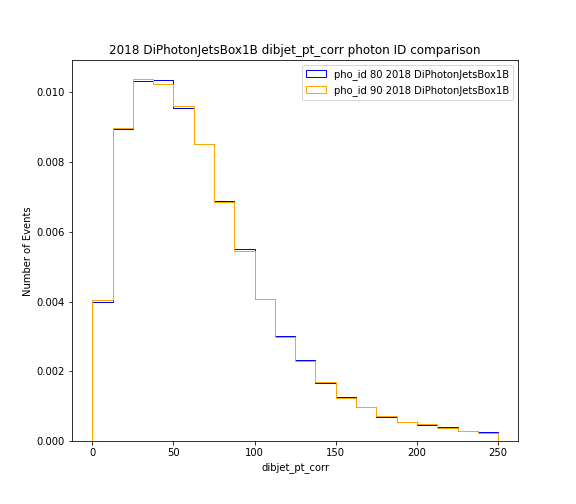 2018 DiPhotonJetsBox1B dibjet_pt_corr photon ID comparison
pho_id 80 2018 DiPhotonJetsBox1B
pho_id 90 2018 DiPhotonJetsBox1B
Number of Events
0.010
0.008
0.006
0.004
0.002
0.000
0 50 100 150 200 250
dibjet_pt_corr